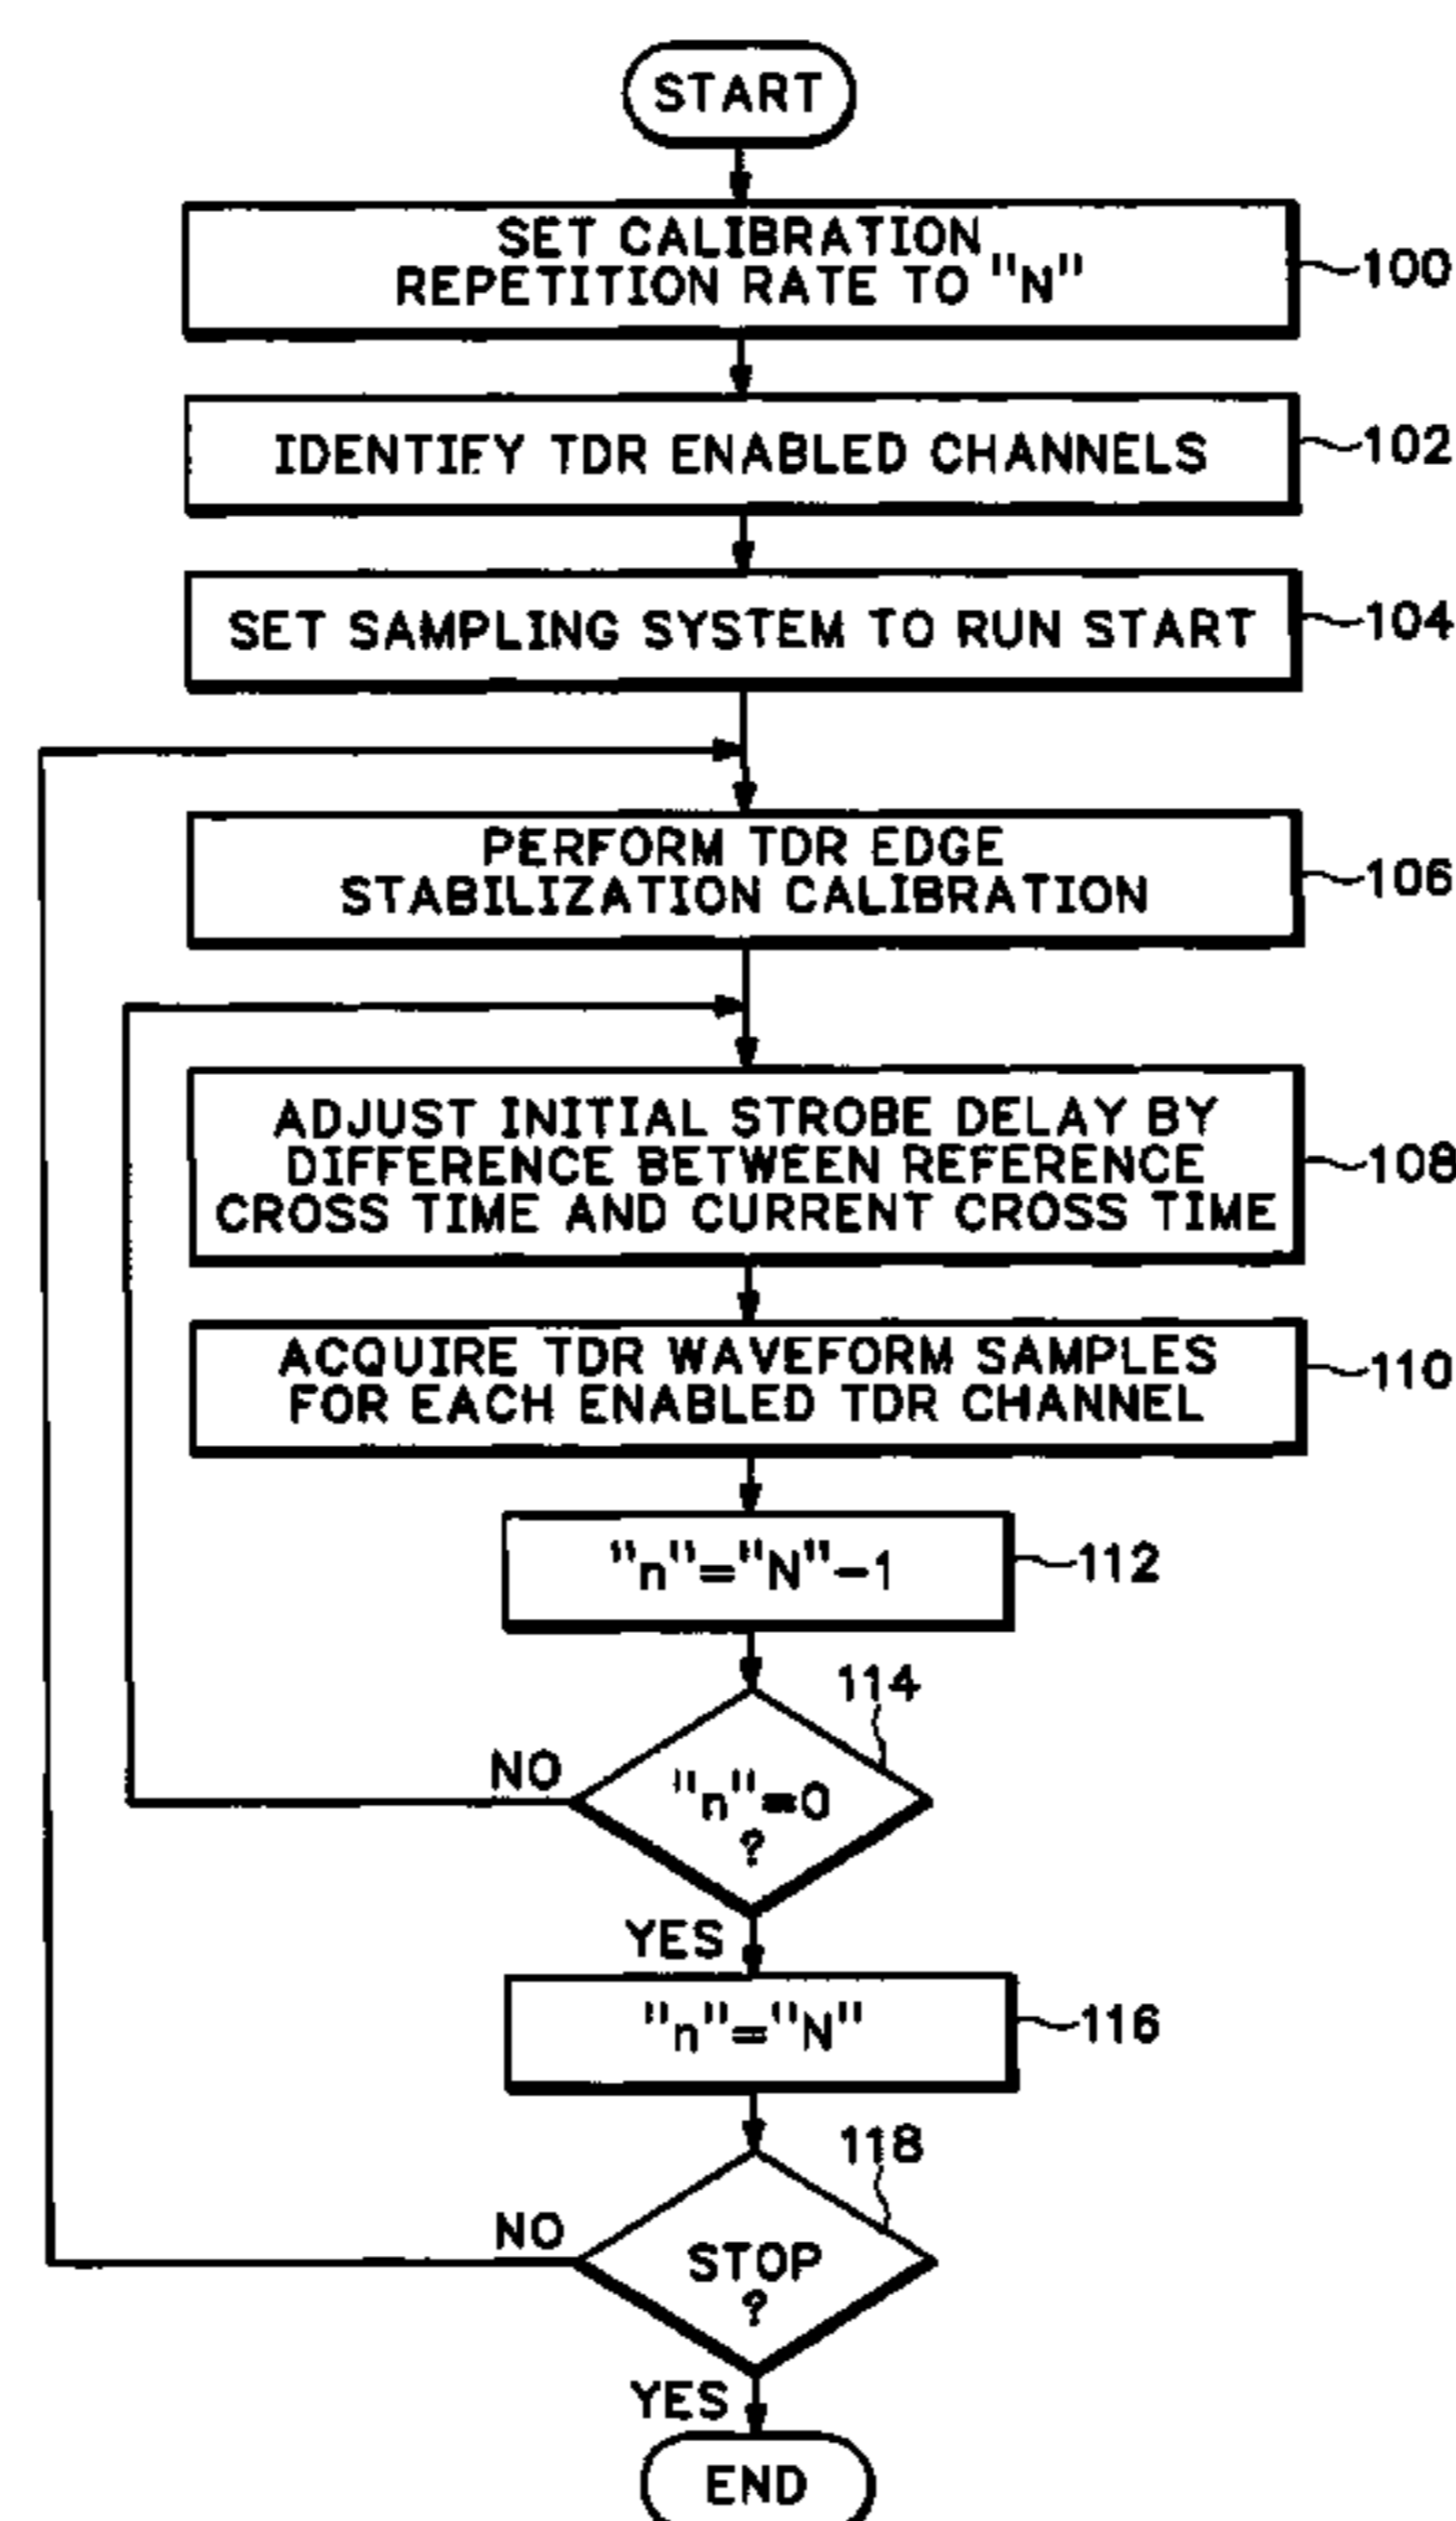 START
SET CALIBRATION
REPETITION RATE TO "N"
100
IDENTIFY TDR ENABLED CHANNELS
102
SET SAMPLING SYSTEM TO RUN START
104
PERFORM TDR EDGE
STABILIZATION CALIBRATION
106
ADJUST INITIAL STROBE DELAY BY
DIFFERENCE BETWEEN REFERENCE
CROSS TIME AND CURRENT CROSS TIME
108
ACQUIRE TDR WAVEFORM SAMPLES
FOR EACH ENABLED TDR CHANNEL
110
"n"="N"-1
112
114
NO
"n"=0
?
YES
"n"="N"
116
118
NO
STOP
?
YES
END